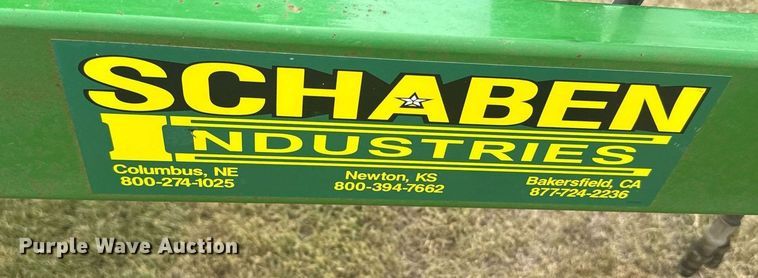 SCHABEN
INDUSTRIES
Columbus, NE
800-274-1025
Newton, KS
800-394-7662
Bakersfield, CA
877-724-2236
Purple Wave Auction